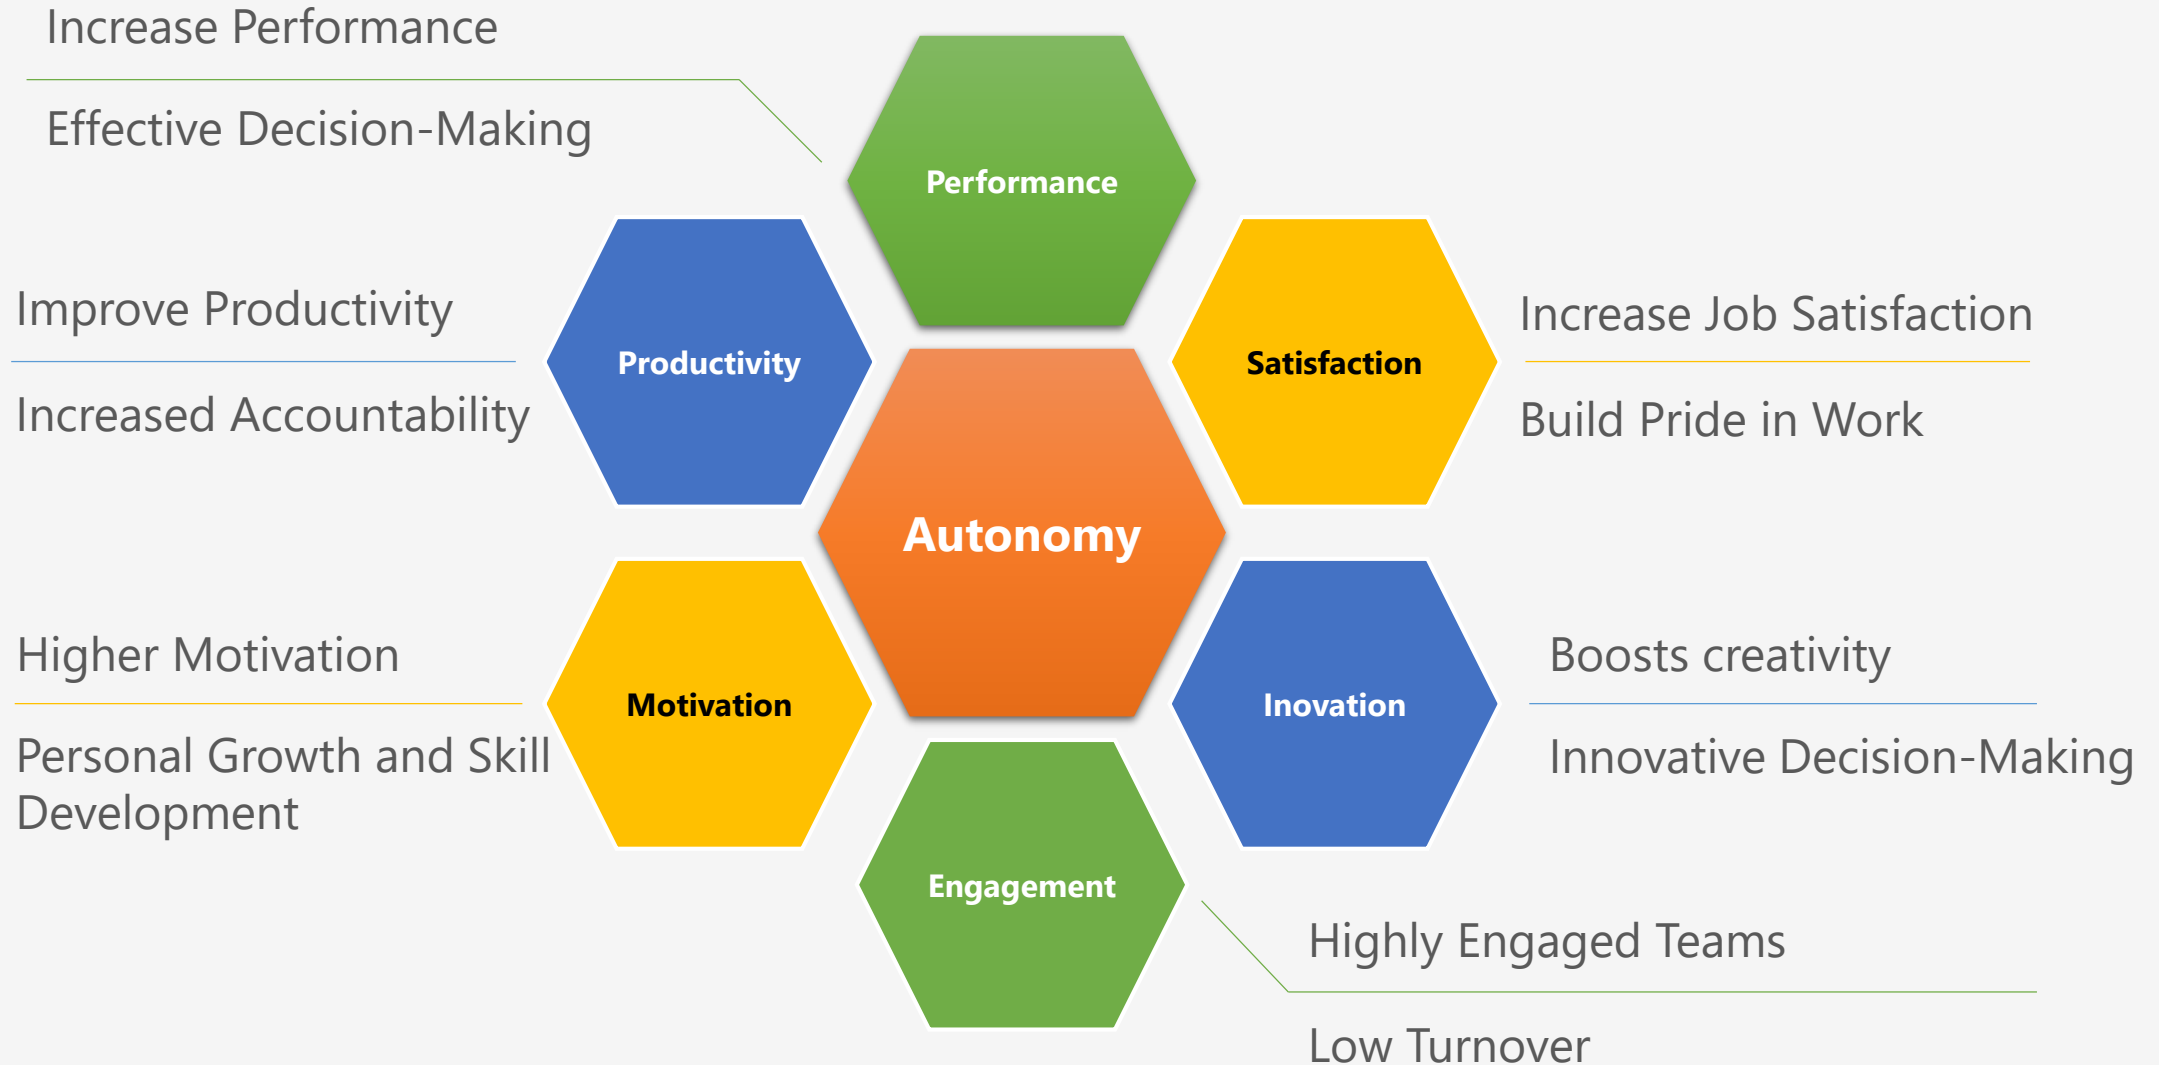 Increase Performance
Effective Decision-Making
Performance
Improve Productivity
Increased Accountability
Productivity
Satisfaction
Increase Job Satisfaction
Build Pride in Work
Autonomy
Higher Motivation
Personal Growth and Skill
Development
Motivation
Inovation
Boosts creativity
Innovative Decision-Making
Engagement
Highly Engaged Teams
Low Turnover